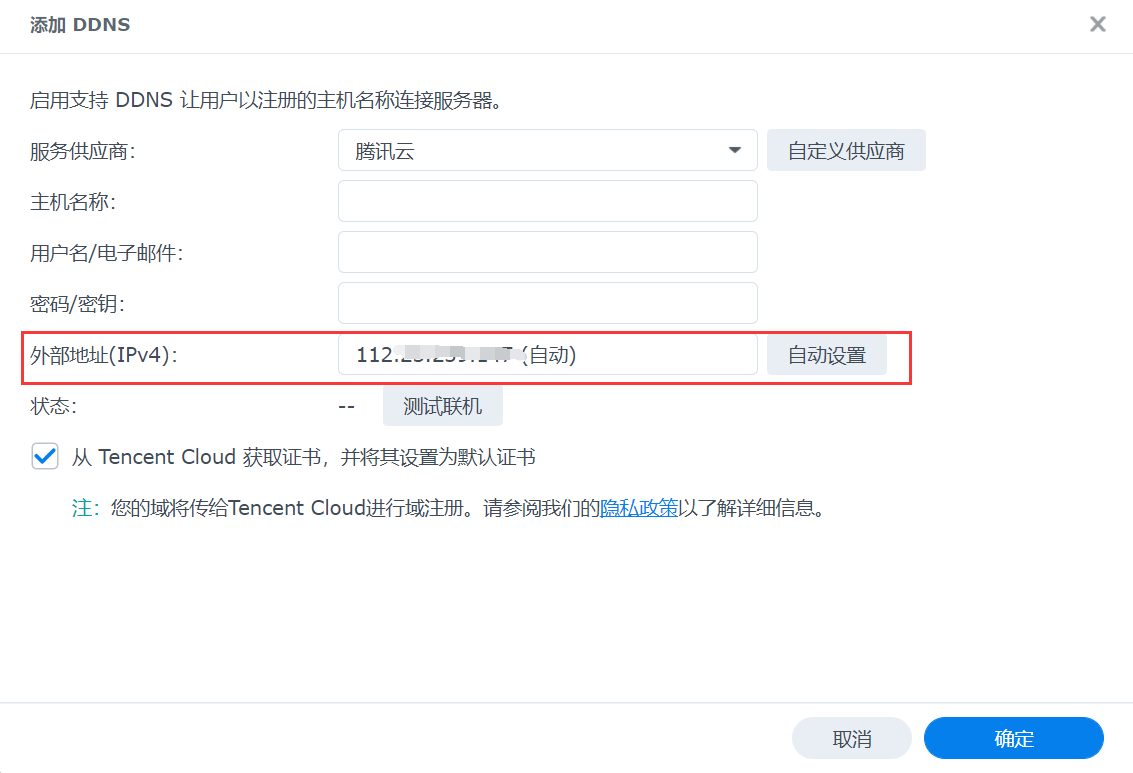 添加 DDNS
启用支持 DDNS 让用户以注册的主机名称连接服务器。
服务供应商: 腾讯云 自定义供应商
主机名称:
用户名/电子邮件:
密码/密钥:
外部地址(IPv4): 112. (自动) 自动设置
状态: -- 测试联机
从 Tencent Cloud 获取证书，并将其设置为默认证书
注：您的域将传给Tencent Cloud进行域注册。请参阅我们的隐私政策以了解详细信息。
取消 确定